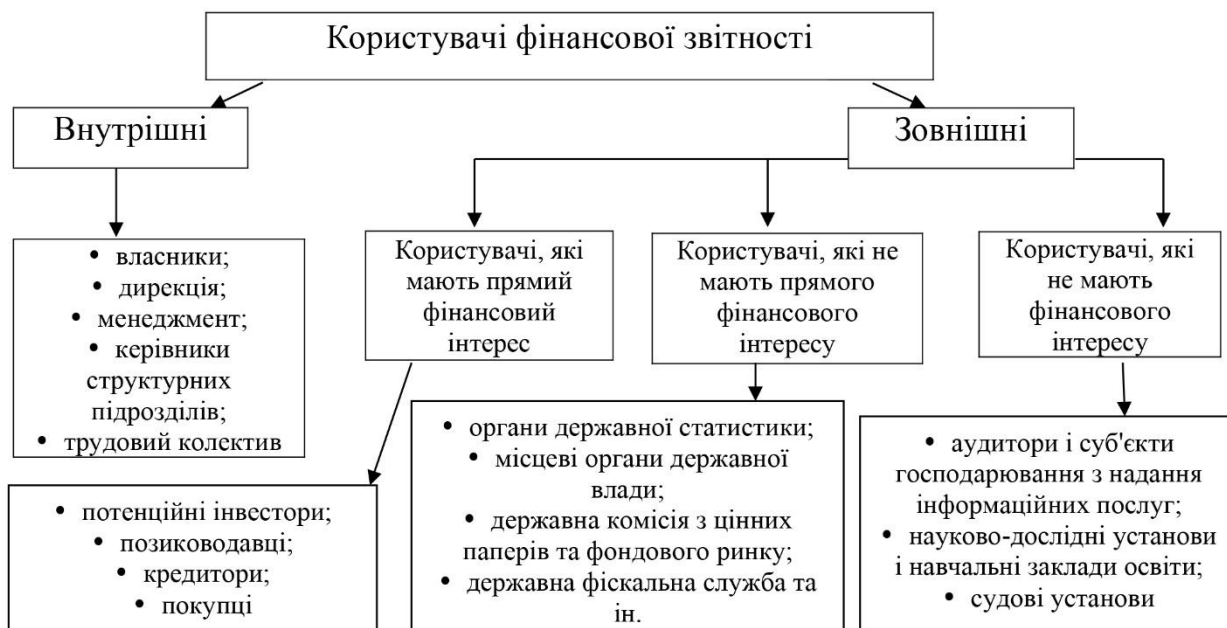 Користувачі фінансової звітності
Внутрішні
Зовнішні
• власники;
• дирекція;
• менеджмент;
• керівники
структурних
підрозділів;
• трудовий колектив
Користувачі, які
мають прямий
фінансовий
інтерес
Користувачі, які не
мають прямого
фінансового
інтересу
Користувачі, які
не мають
фінансового
інтересу
• потенційні інвестори;
• позиководавці;
• кредитори;
• покупці
• органи державної статистики;
• місцеві органи державної
влади;
• державна комісія з цінних
паперів та фондового ринку;
• державна фіскальна служба та
ін.
• аудитори і суб'єкти
господарювання з надання
інформаційних послуг;
• науково-дослідні установи
і навчальні заклади освіти;
• судові установи